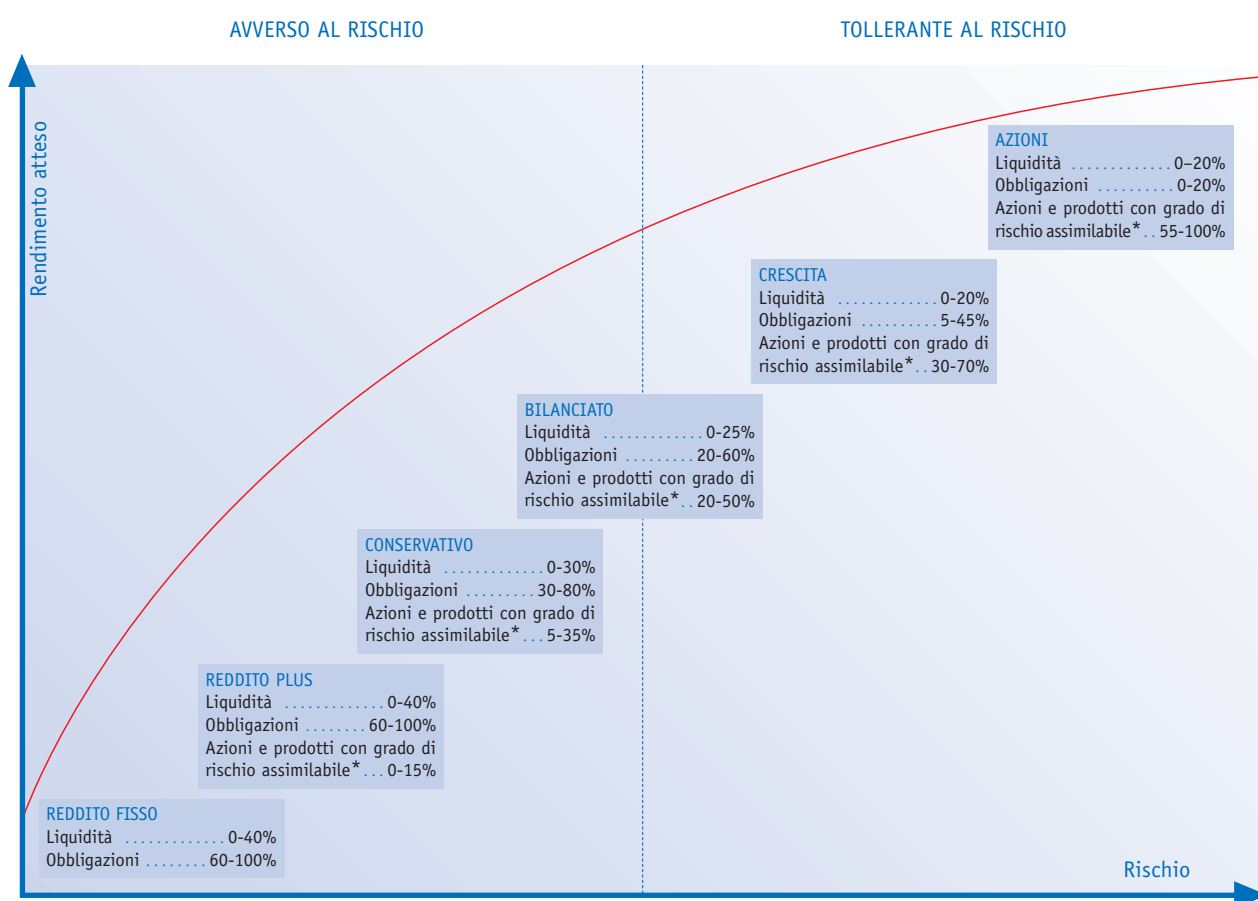 AVVERSO AL RISCHIO
TOLLERANTE AL RISCHIO
Rendimento atteso
AZIONI
Liquidità ............. 0–20%
Obbligazioni .......... 0-20%
Azioni e prodotti con grado di
rischio assimilabile* .. 55-100%
CRESCITA
Liquidità ............. 0-20%
Obbligazioni .......... 5-45%
Azioni e prodotti con grado di
rischio assimilabile* .. 30-70%
BILANCIATO
Liquidità ............. 0-25%
Obbligazioni ......... 20-60%
Azioni e prodotti con grado di
rischio assimilabile* .. 20-50%
CONSERVATIVO
Liquidità ............. 0-30%
Obbligazioni ......... 30-80%
Azioni e prodotti con grado di
rischio assimilabile* ... 5-35%
REDDITO PLUS
Liquidità ............. 0-40%
Obbligazioni ........ 60-100%
Azioni e prodotti con grado di
rischio assimilabile* ... 0-15%
REDDITO FISSO
Liquidità ............. 0-40%
Obbligazioni ........ 60-100%
Rischio